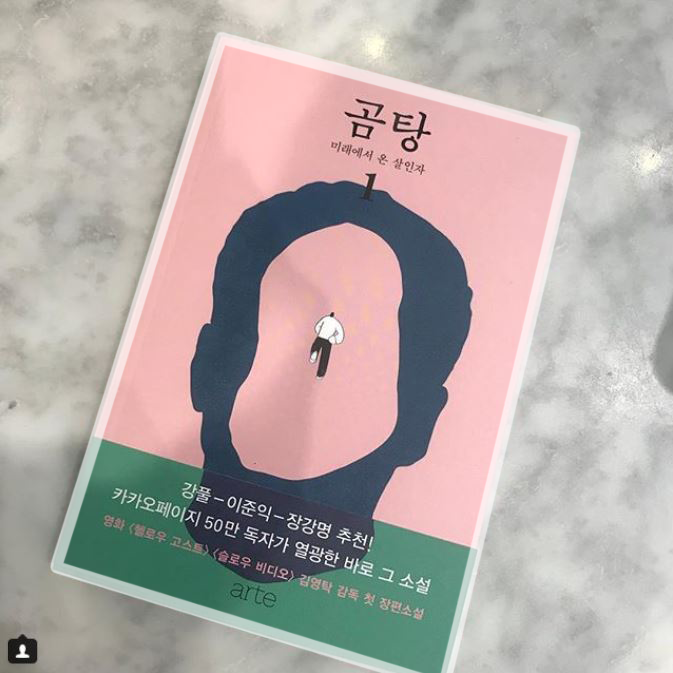 곰탕
미래에서 온 살인자
1
강풀－이준익－장강명 추천!
카카오페이지 50만 독자가 열광한 바로 그 소설
영화 〈헬로우 고스트〉 〈슬로우 비디오〉 김영탁 감독 첫 장편소설
arte